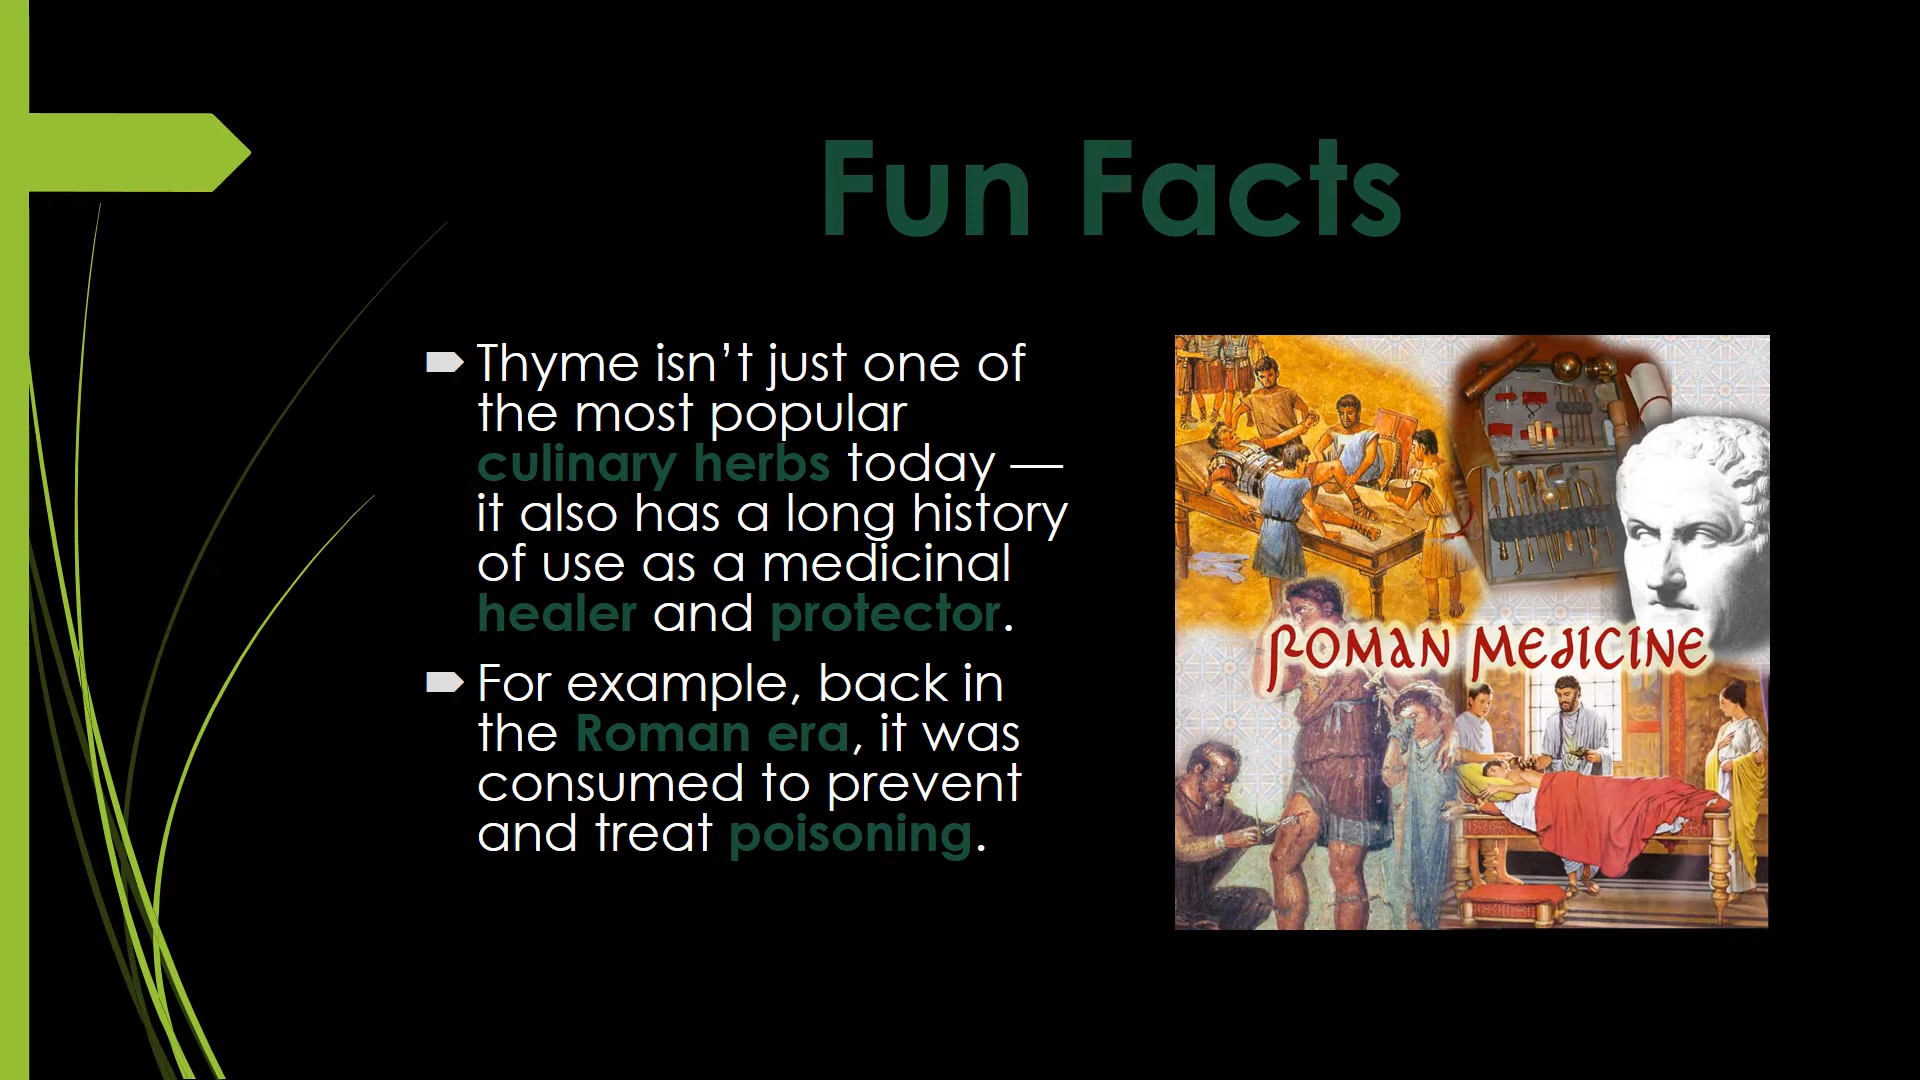 Fun Facts
Thyme isn’t just one of
the most popular
culinary herbs today —
it also has a long history
of use as a medicinal
healer and protector.
For example, back in
the Roman era, it was
consumed to prevent
and treat poisoning.
ROMAN MEDICINE